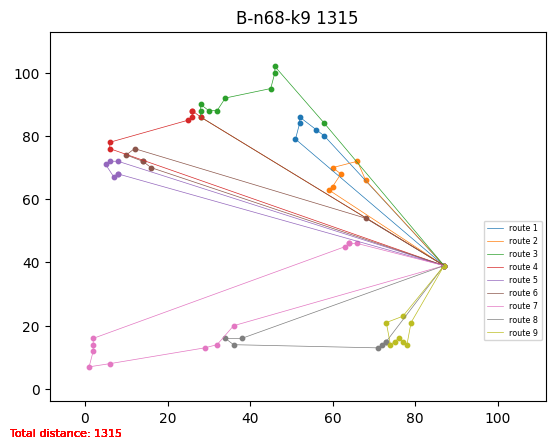 B-n68-k9 1315
100
80
60
40
20
0
0 20 40 60 80 100
route 1
route 2
route 3
route 4
route 5
route 6
route 7
route 8
route 9
Total distance: 1315